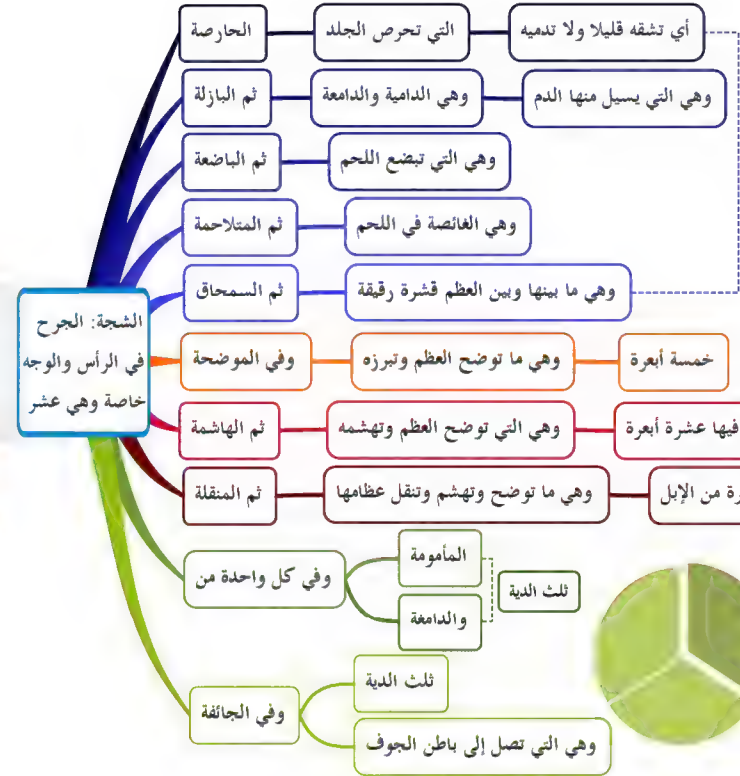 الشجة: الجرح
في الرأس والوجه
خاصة وهي عشر
الحارصة
التي تحرص الجلد
أي تشقه قليلا ولا تدميه
ثم البازلة
وهي الدامية والدامعة
وهي التي يسيل منها الدم
ثم الباضعة
وهي التي تبضع اللحم
ثم المتلاحمة
وهي الغائصة في اللحم
ثم السمحاق
وهي ما بينها وبين العظم قشرة رقيقة
وفي الموضحة
وهي ما توضح العظم وتبرزه
خمسة أبعرة
ثم الهاشمة
وهي التي توضح العظم وتهشمه
فيها عشرة أبعرة
ثم المنقلة
وهي ما توضح وتهشم وتنقل عظامها
من الإبل
وفي كل واحدة من
المأمومة
والدامغة
ثلث الدية
وفي الجائفة
ثلث الدية
وهي التي تصل إلى باطن الجوف